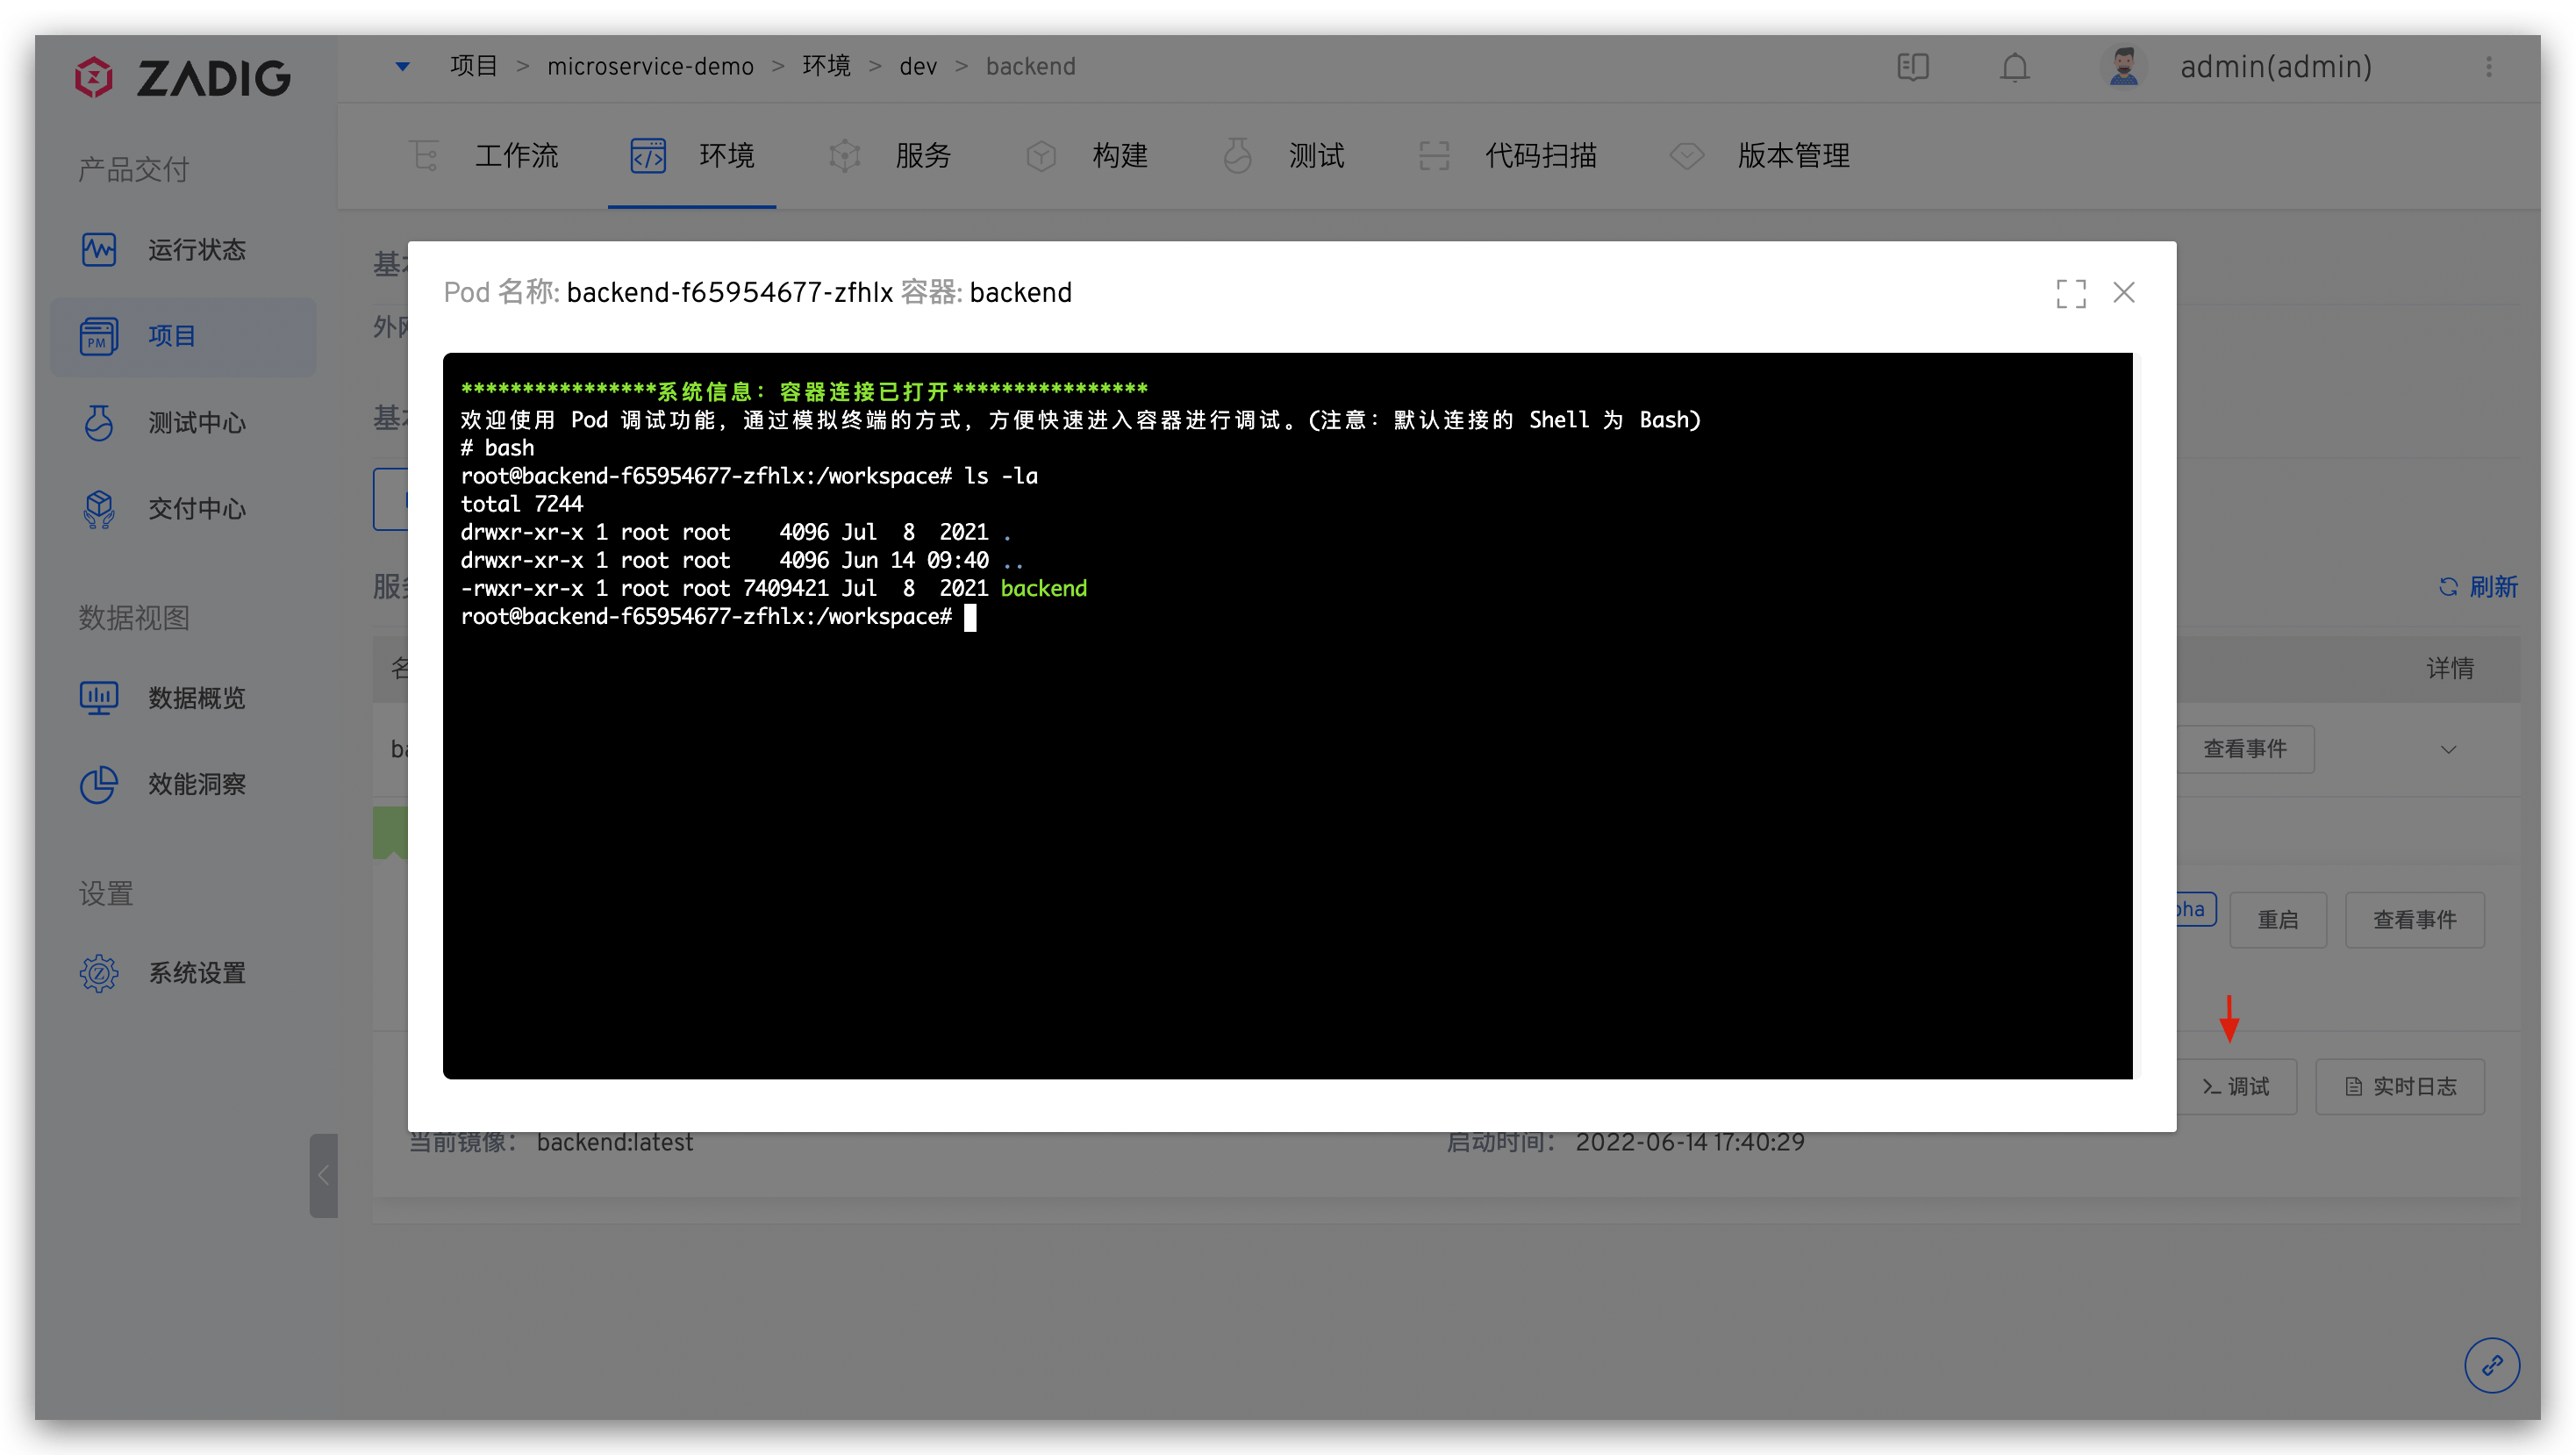 ZADIG
项目 > microservice-demo > 环境 > dev > backend
admin(admin)
产品交付
运行状态
PM
项目
测试中心
交付中心
数据视图
数据概览
效能洞察
设置
系统设置
工作流
环境
服务
构建
测试
代码扫描
版本管理
Pod 名称: backend-f65954677-zfhlx 容器: backend
****************系统信息: 容器连接已打开****************
欢迎使用 Pod 调试功能, 通过模拟终端的方式, 方便快速进入容器进行调试。(注意: 默认连接的 Shell 为 Bash)
# bash
root@backend-f65954677-zfhlx:/workspace# ls -la
total 7244
drwxr-xr-x 1 root root    4096 Jul  8  2021 .
drwxr-xr-x 1 root root    4096 Jun 14 09:40 ..
-rwxr-xr-x 1 root root 7409421 Jul  8  2021 backend
root@backend-f65954677-zfhlx:/workspace#
刷新
详情
查看事件
重启
查看事件
>_ 调试
实时日志
当前镜像: backend:latest
启动时间: 2022-06-14 17:40:29